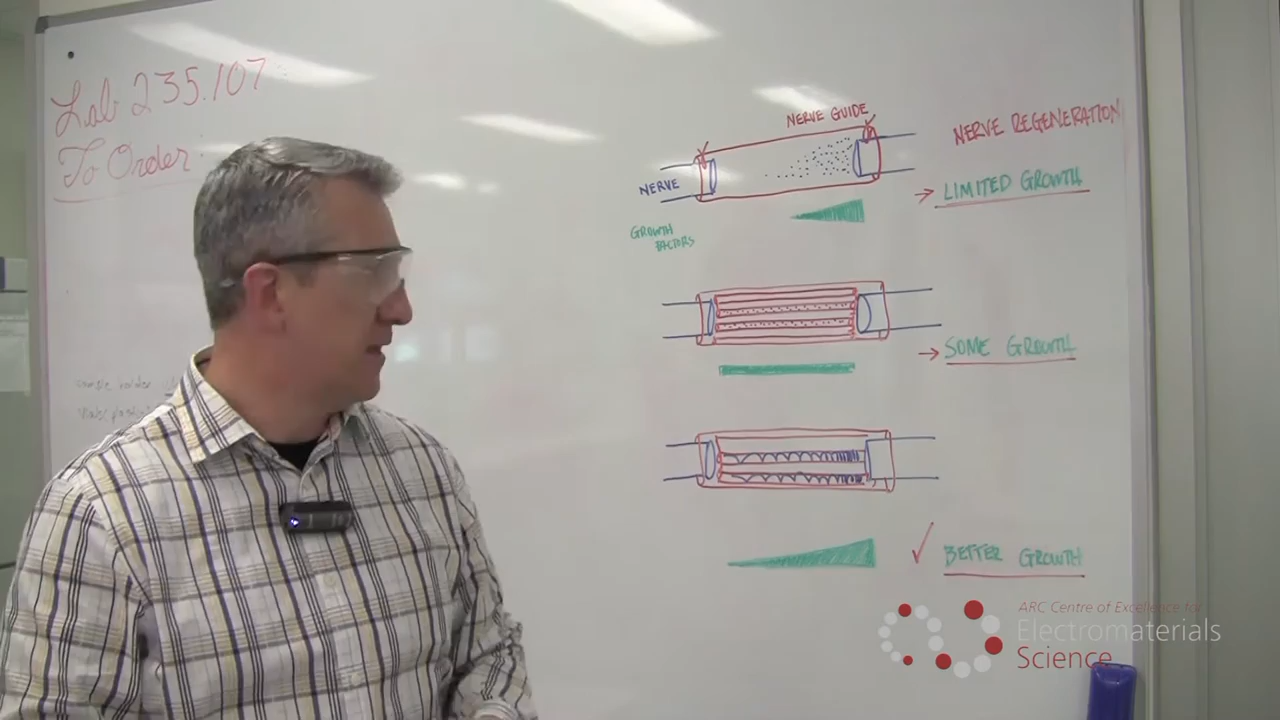 Lab 235.107
To Order
NERVE GUIDE
NERVE REGENERATION
NERVE
→ LIMITED GROWTH
GROWTH
FACTORS
→ SOME GROWTH
✓ BETTER GROWTH
ARC Centre of Excellence for
Electromaterials
Science